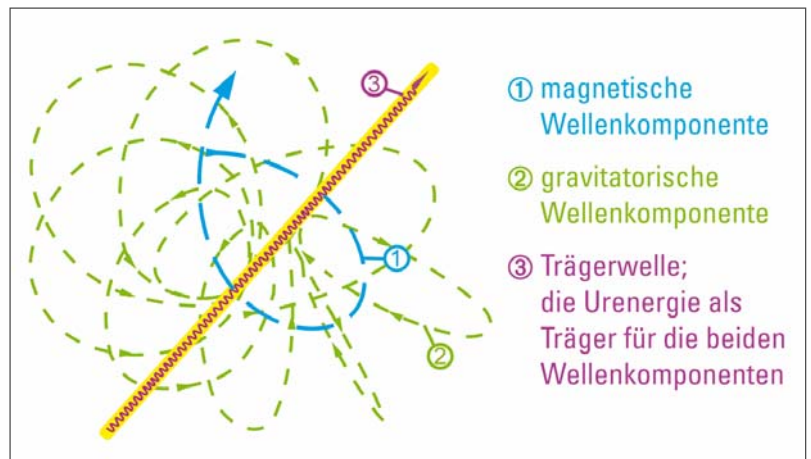 ① magnetische
Wellenkomponente
② gravitatorische
Wellenkomponente
③ Trägerwelle;
die Urenergie als
Träger für die beiden
Wellenkomponenten
③
①
②